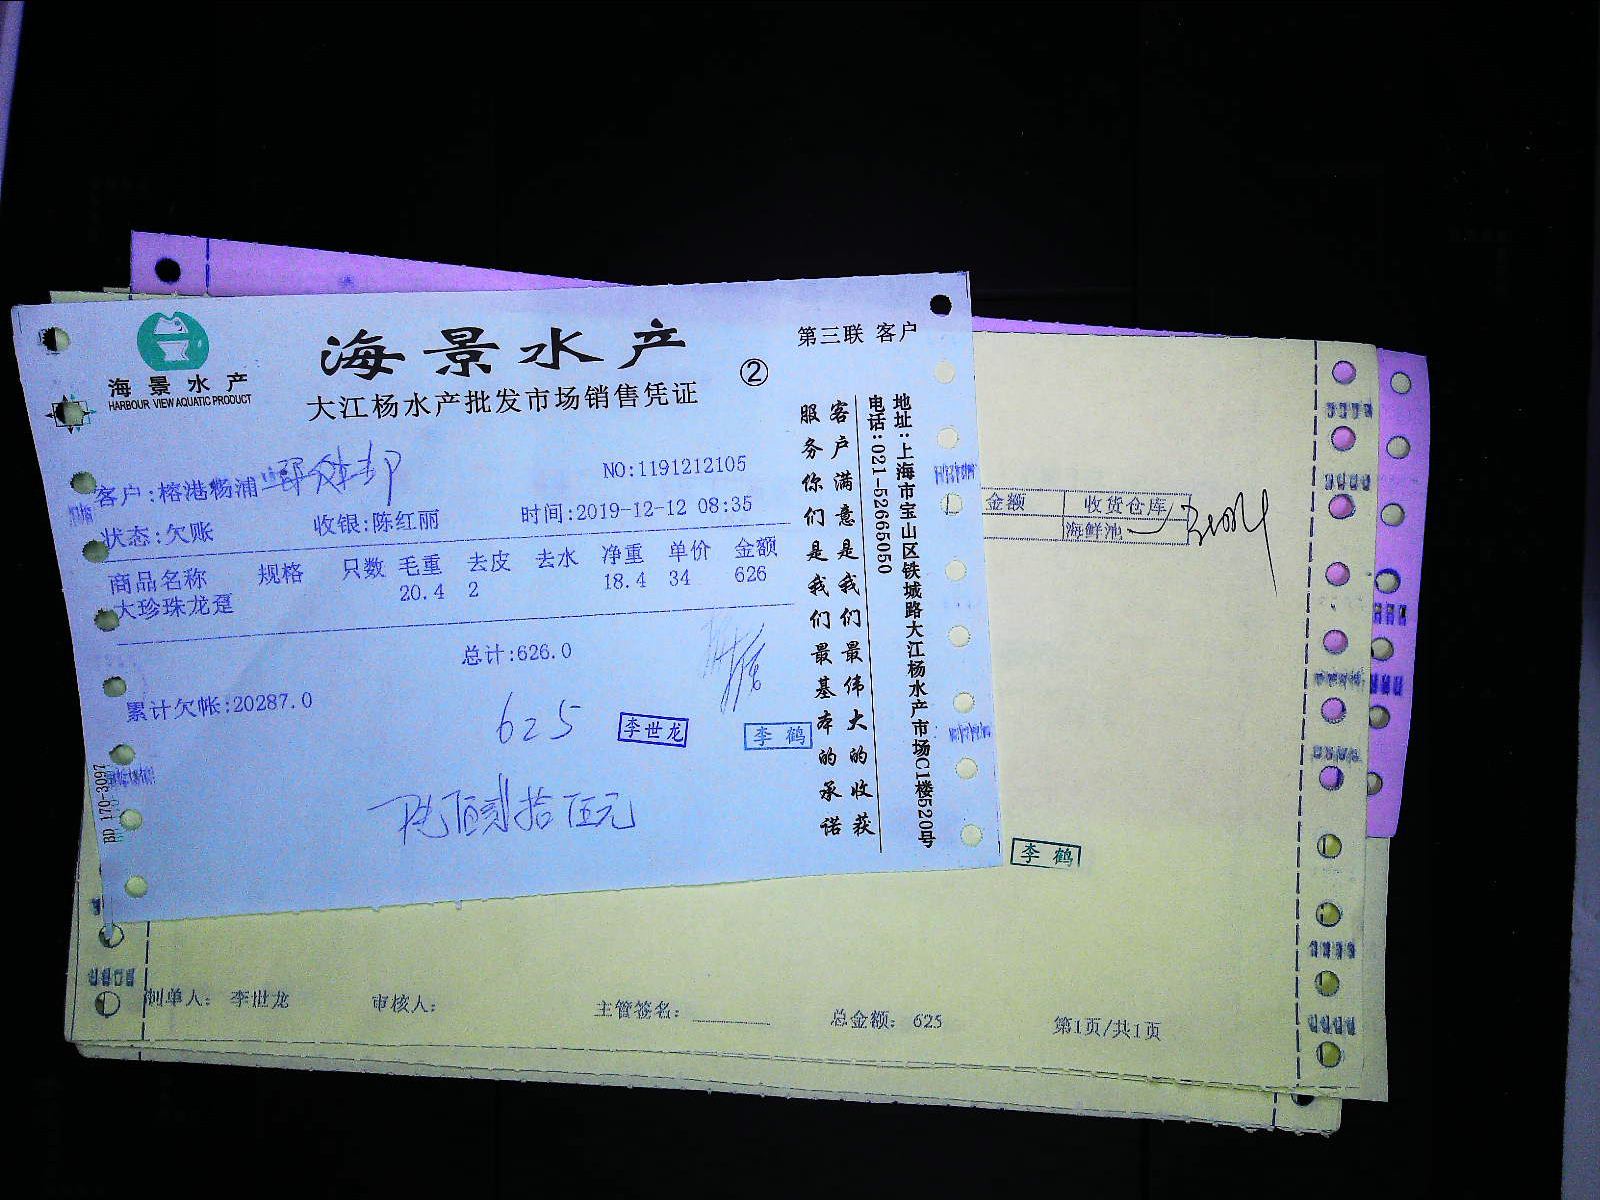 海景水产
HARBOUR VIEW AQUATIC PRODUCT
海景水产
大江杨水产批发市场销售凭证
②
第三联 客户
客户:榕港杨浦
NO:1191212105
状态:欠账 收银:陈红丽 时间:2019-12-12 08:35
商品名称 规格 只数 毛重 去皮 去水 净重 单价 金额
大珍珠龙趸 20.4 2 18.4 34 626
总计:626.0
累计欠帐:20287.0
625
李世龙
李鹤
陆佰贰拾伍元
BD 170-3097
客户满意是我们最伟大的收获
服务你们是我们最基本的承诺
地址:上海市宝山区铁城路大江杨水产市场C1楼520号
电话:021-52665050
金额 收货仓库
海鲜池
李鹤
制单人: 李世龙 审核人: 主管签名: 总金额: 625 第1页/共1页